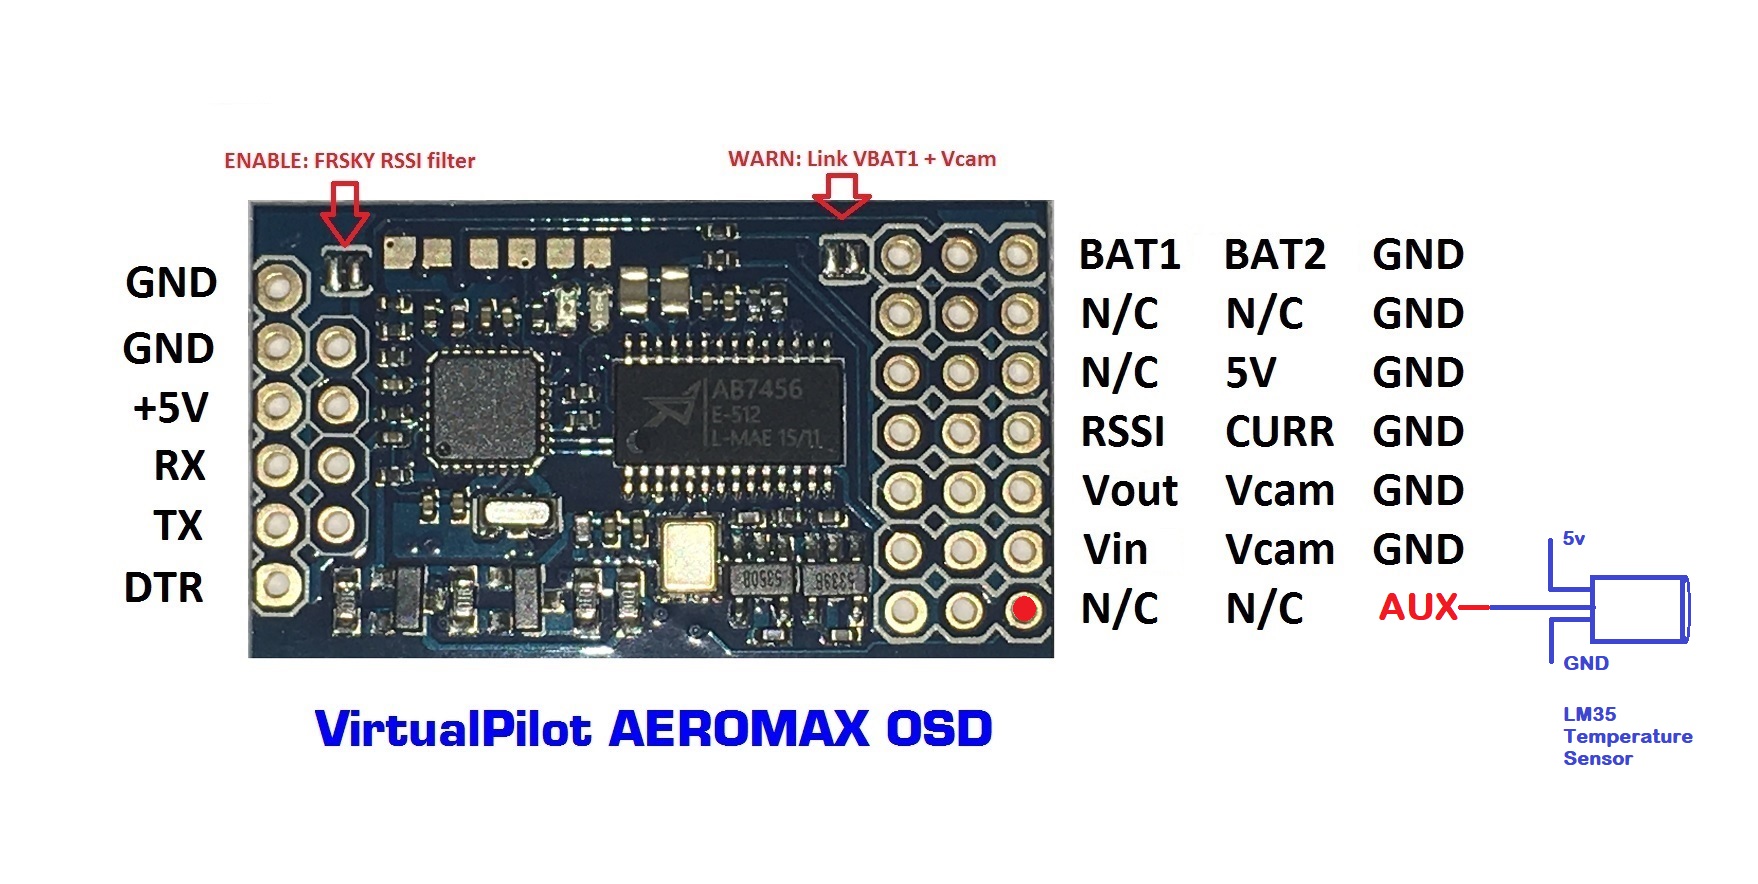 ENABLE: FRSKY RSSI filter
WARN: Link VBAT1 + Vcam
GND
GND
+5V
RX
TX
DTR
AB7456
E-512
L-MAE 15/11
5350B
5339B
BAT1 BAT2 GND
N/C N/C GND
N/C 5V GND
RSSI CURR GND
Vout Vcam GND
Vin Vcam GND
N/C N/C AUX
5v
GND
LM35
Temperature
Sensor
VirtualPilot AEROMAX OSD